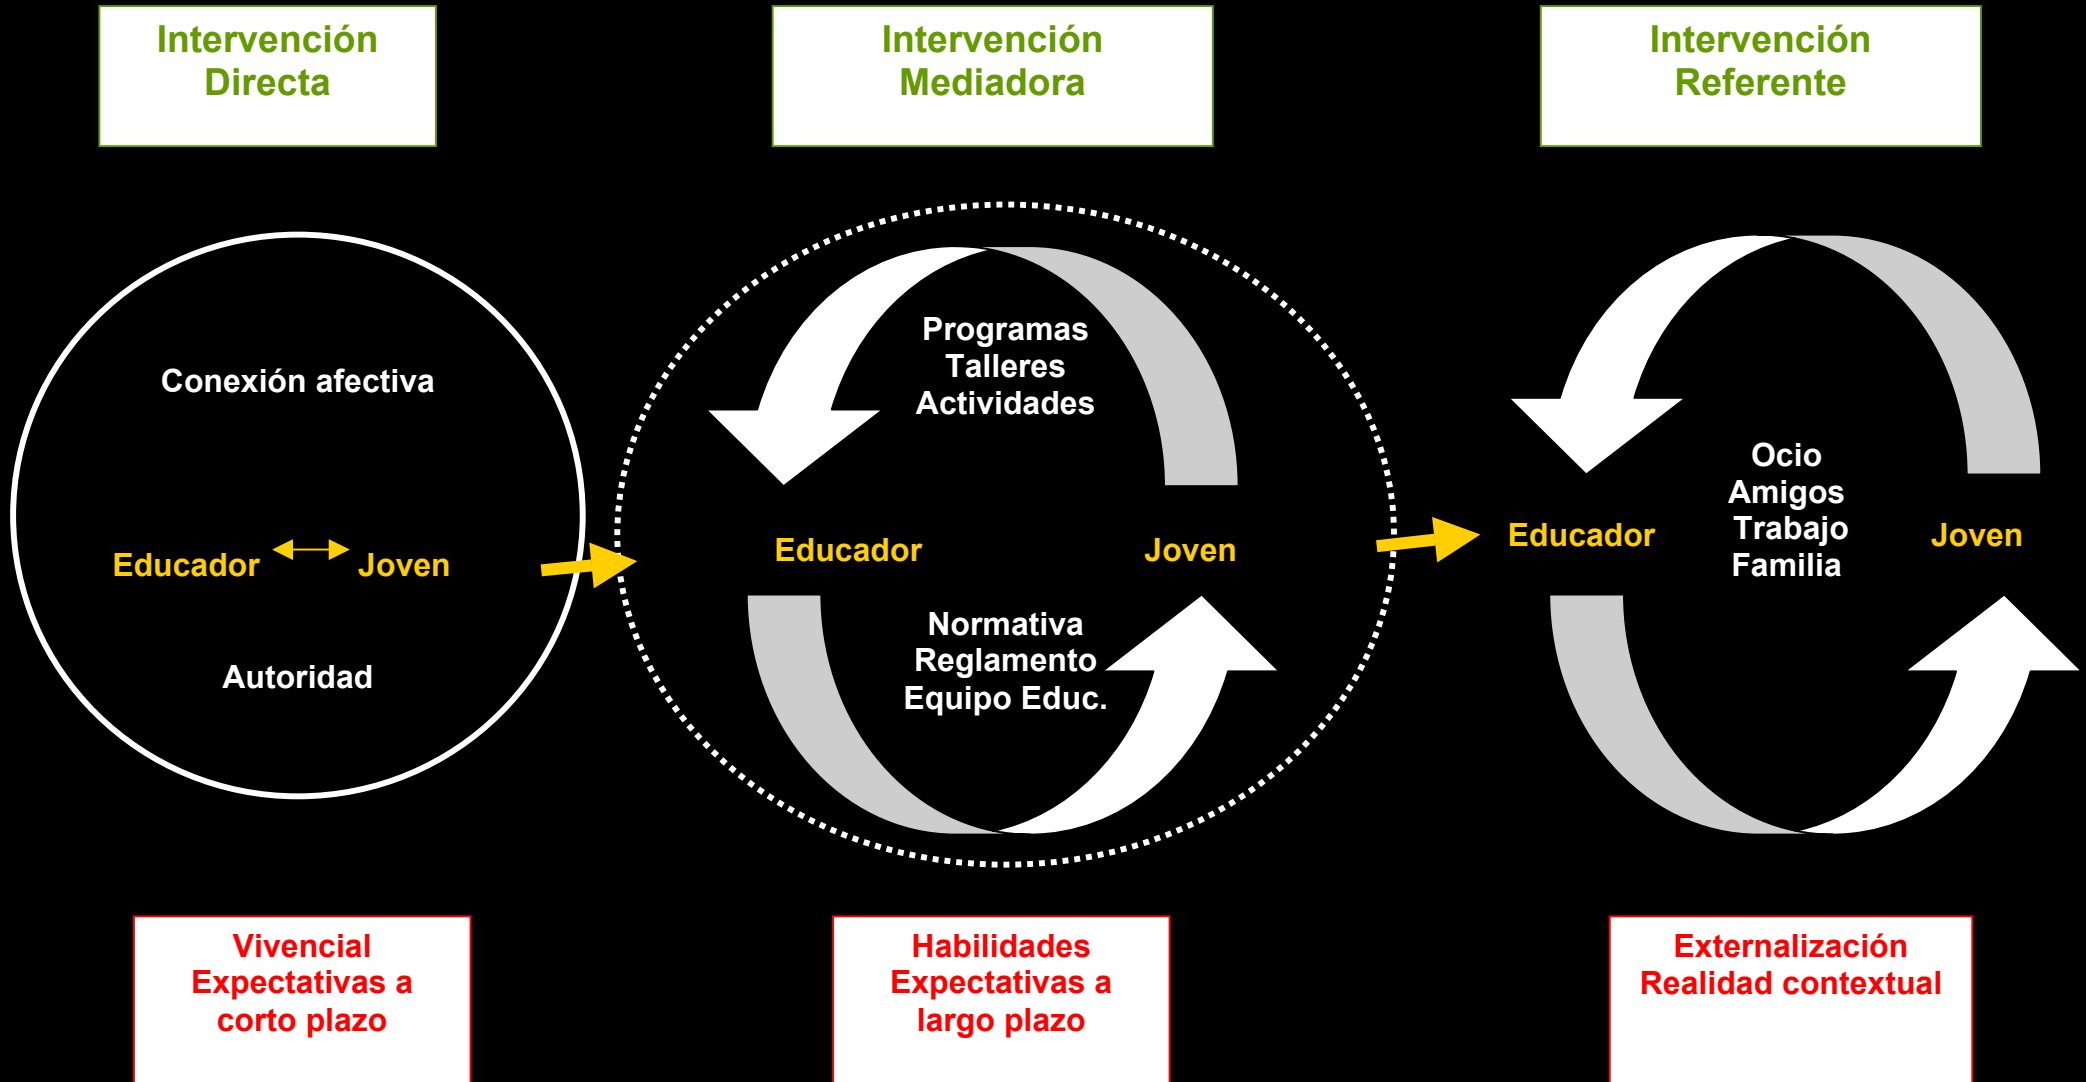 Intervención
Directa
Intervención
Mediadora
Intervención
Referente
Conexión afectiva
Educador
Joven
Autoridad
Programas
Talleres
Actividades
Educador
Joven
Normativa
Reglamento
Equipo Educ.
Educador
Ocio
Amigos
Trabajo
Familia
Joven
Vivencial
Expectativas a
corto plazo
Habilidades
Expectativas a
largo plazo
Externalización
Realidad contextual